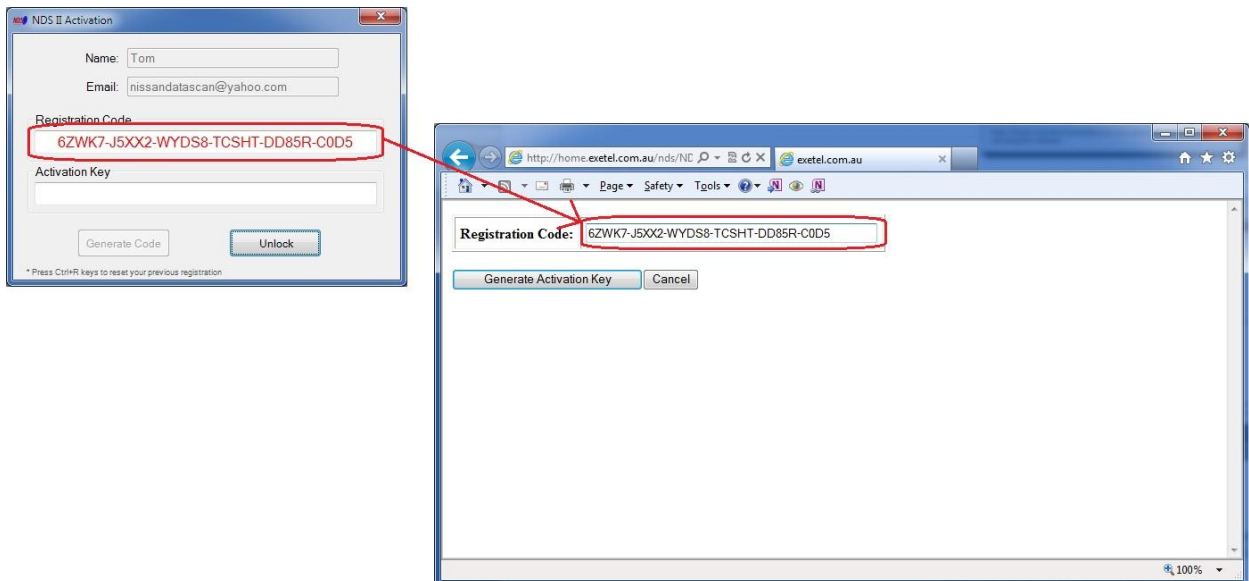 NDS II Activation
Name: Tom
Email: nissandatascan@yahoo.com
Registration Code
6ZWK7-J5XX2-WYDS8-TCSHT-DD85R-C0D5
Activation Key
Generate Code Unlock
* Press Ctrl+R keys to reset your previous registration
http://home.exetel.com.au/nds/ND exetel.com.au
Page Safety Tools
Registration Code: 6ZWK7-J5XX2-WYDS8-TCSHT-DD85R-C0D5
Generate Activation Key Cancel
100%